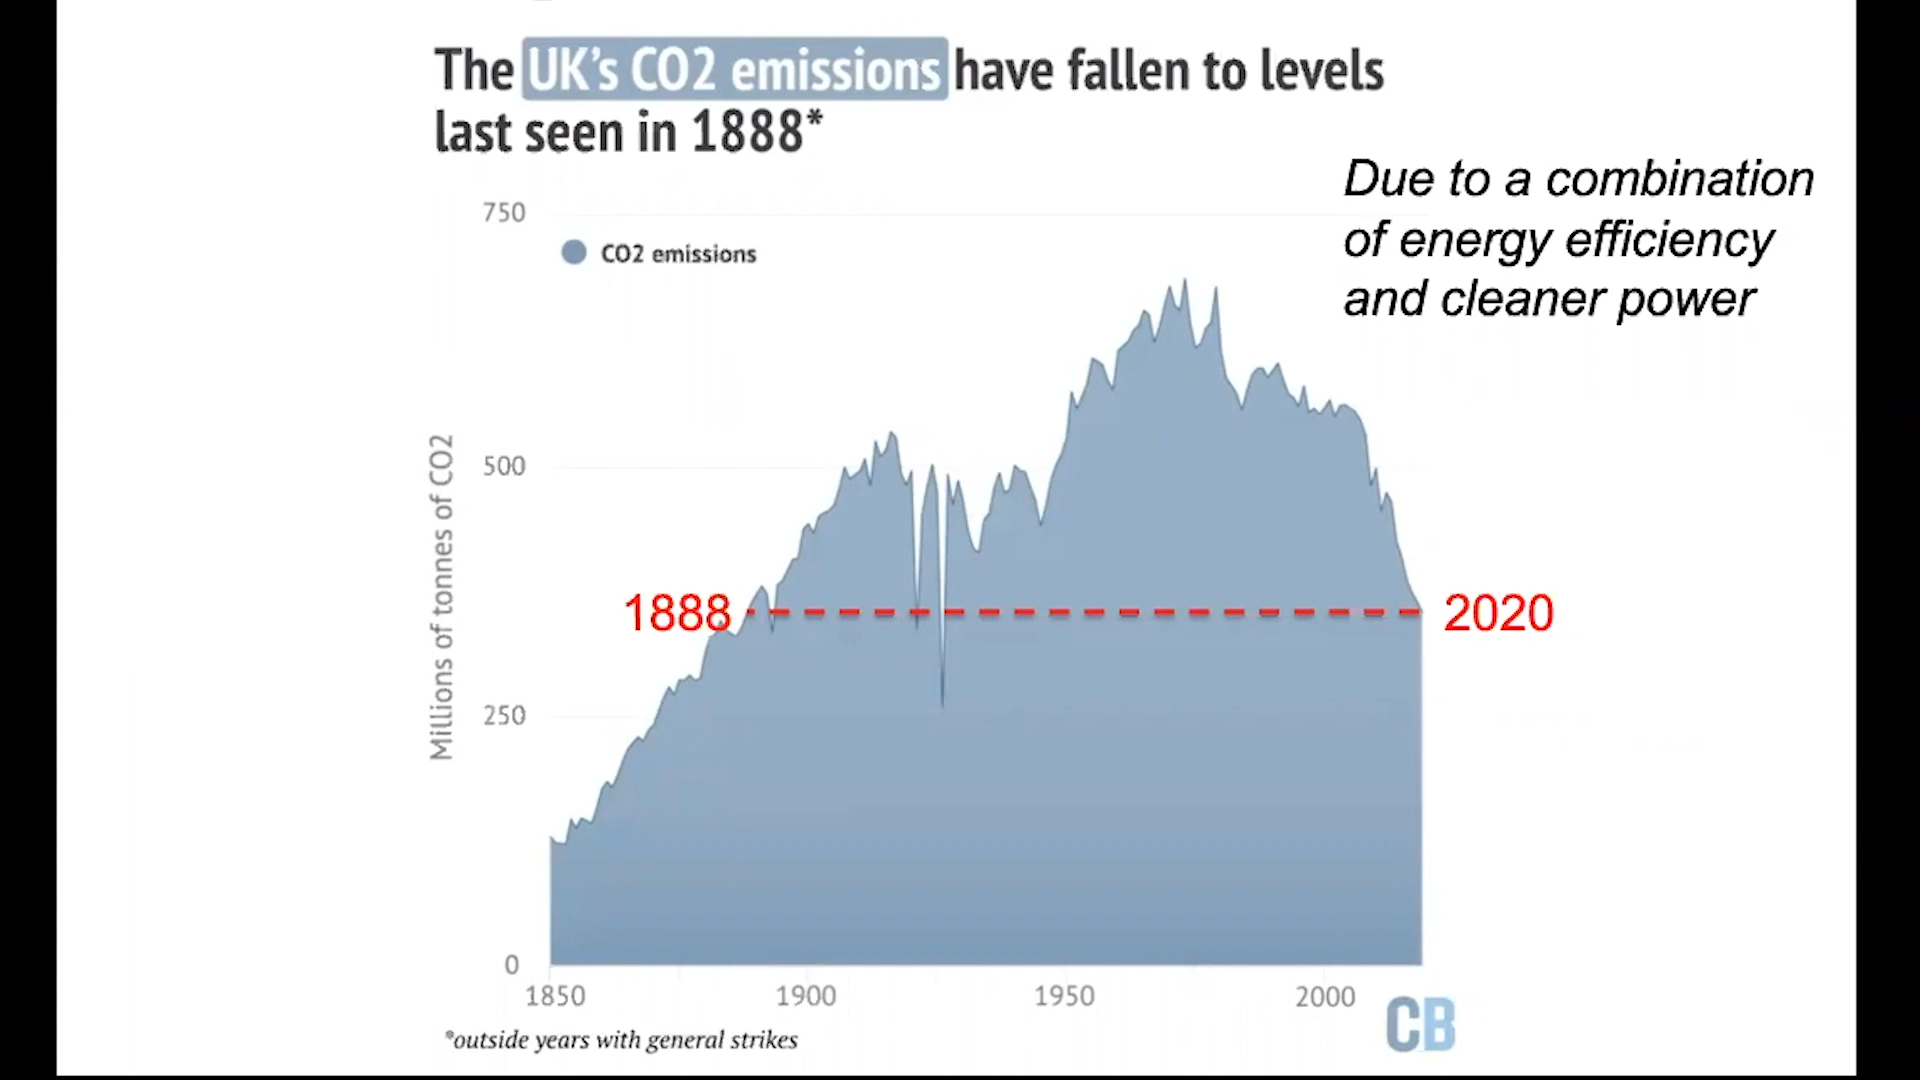 The UK's CO2 emissions have fallen to levels
last seen in 1888*
Due to a combination
of energy efficiency
and cleaner power
750
CO2 emissions
500
Millions of tonnes of CO2
1888
2020
250
0
1850
1900
1950
2000
*outside years with general strikes
CB